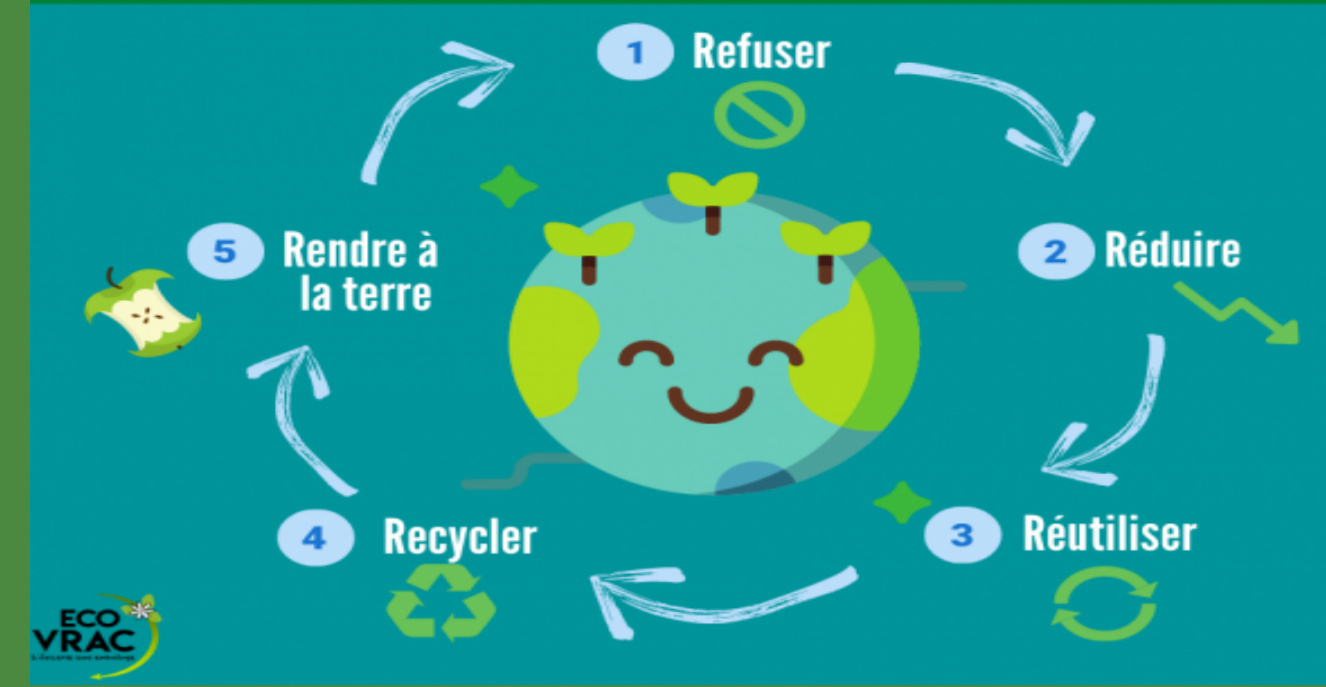 1 Refuser
2 Réduire
3 Réutiliser
4 Recycler
5 Rendre à
la terre
ECO
VRAC